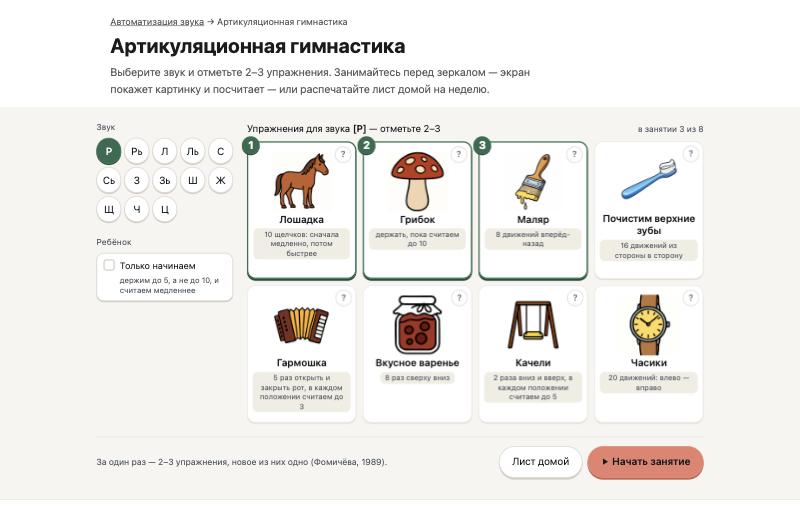 Автоматизация звука → Артикуляционная гимнастика
Артикуляционная гимнастика
Выберите звук и отметьте 2–3 упражнения. Занимайтесь перед зеркалом — экран
покажет картинку и посчитает — или распечатайте лист домой на неделю.
Звук
Р Рь Л Ль С
Сь З Зь Ш Ж
Щ Ч Ц
Ребёнок
Только начинаем
держим до 5, а не до 10, и
считаем медленнее
Упражнения для звука [Р] — отметьте 2–3
в занятии 3 из 8
1
?
Лошадка
10 щелчков: сначала
медленно, потом
быстрее
2
?
Грибок
держать, пока считаем
до 10
3
?
Маляр
8 движений вперёд-
назад
?
Почистим верхние
зубы
16 движений из
стороны в сторону
?
Гармошка
5 раз открыть и
закрыть рот, в каждом
положении считаем до
3
?
Вкусное варенье
8 раз сверху вниз
?
Качели
2 раза вниз и вверх, в
каждом положении
считаем до 5
?
Часики
20 движений: влево —
вправо
За один раз — 2–3 упражнения, новое из них одно (Фомичёва, 1989).
Лист домой
Начать занятие